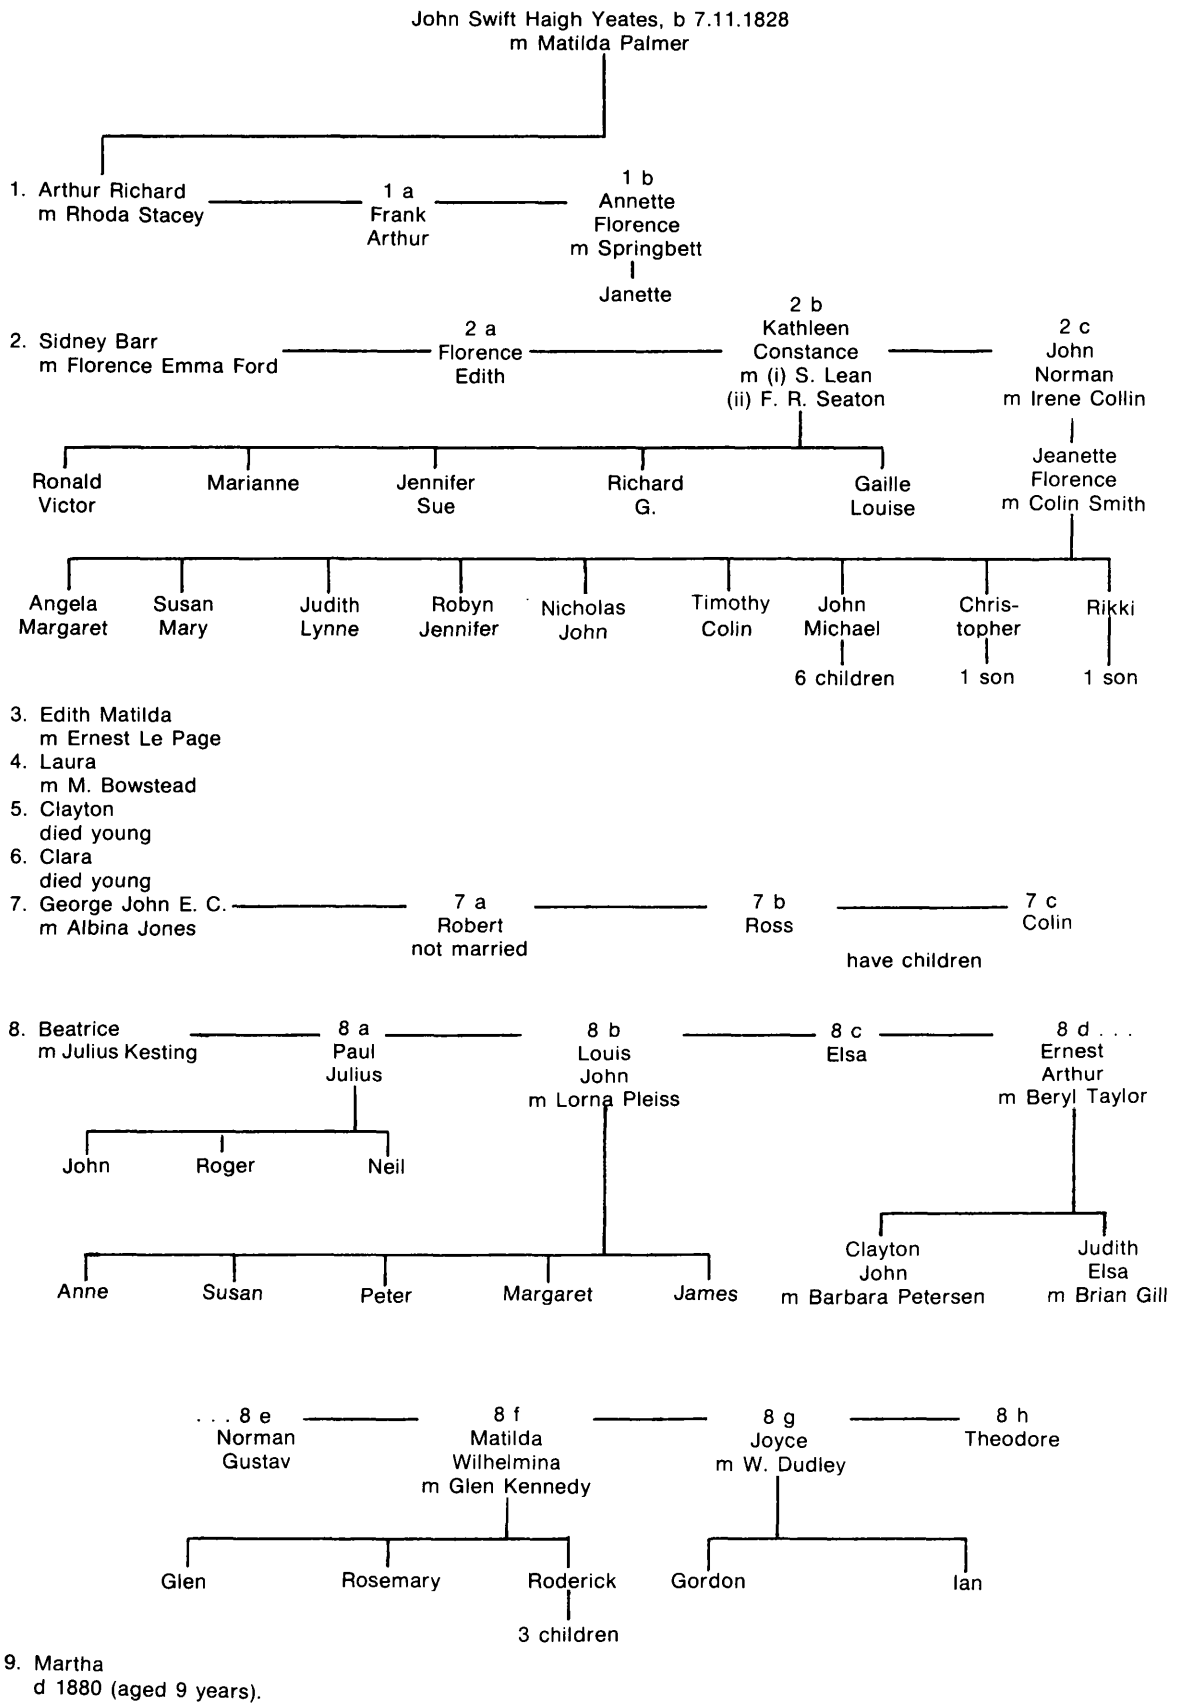 John Swift Haigh Yeates, b 7.11.1828
m Matilda Palmer
1. Arthur Richard
m Rhoda Stacey
1 a
Frank
Arthur
1 b
Annette
Florence
m Springbett
Janette
2. Sidney Barr
m Florence Emma Ford
2 a
Florence
Edith
2 b
Kathleen
Constance
m (i) S. Lean
(ii) F. R. Seaton
2 c
John
Norman
m Irene Collin
Ronald
Victor
Marianne
Jennifer
Sue
Richard
G.
Gaille
Louise
Jeanette
Florence
m Colin Smith
Angela
Margaret
Susan
Mary
Judith
Lynne
Robyn
Jennifer
Nicholas
John
Timothy
Colin
John
Michael
6 children
Chris-
topher
1 son
Rikki
1 son
3. Edith Matilda
m Ernest Le Page
4. Laura
m M. Bowstead
5. Clayton
died young
6. Clara
died young
7. George John E. C.
m Albina Jones
7 a
Robert
not married
7 b
Ross
7 c
Colin
have children
8. Beatrice
m Julius Kesting
8 a
Paul
Julius
8 b
Louis
John
m Lorna Pleiss
8 c
Elsa
8 d . . .
Ernest
Arthur
m Beryl Taylor
John
Roger
Neil
Anne
Susan
Peter
Margaret
James
Clayton
John
m Barbara Petersen
Judith
Elsa
m Brian Gill
. . . 8 e
Norman
Gustav
8 f
Matilda
Wilhelmina
m Glen Kennedy
8 g
Joyce
m W. Dudley
8 h
Theodore
Glen
Rosemary
Roderick
3 children
Gordon
Ian
9. Martha
d 1880 (aged 9 years).